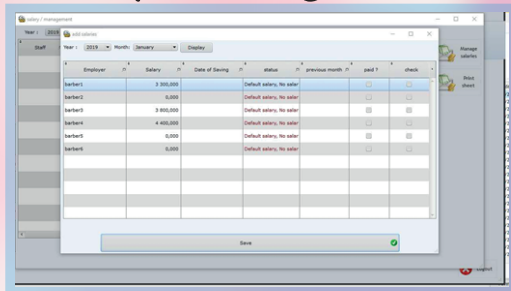 salary / management
add salaries
Year : 2019
Staff
Year : 2019 Month: January Display
Employer Salary Date of Saving status previous month paid ? check
barber1 3 300,000 Default salary, No salar
barber2 0,000 Default salary, No salar
barber3 3 800,000 Default salary, No salar
barber4 4 400,000 Default salary, No salar
barber5 0,000 Default salary, No salar
barber6 0,000 Default salary, No salar
Save
Manage
salaries
sheet